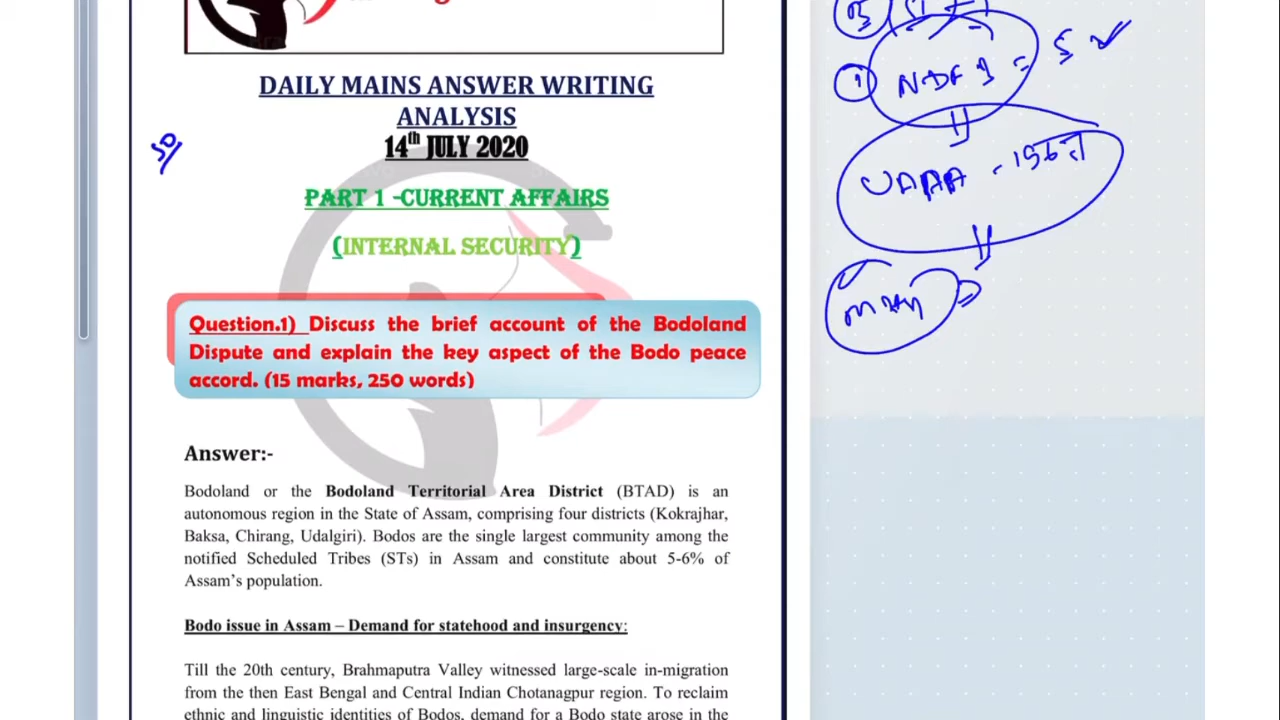 DAILY MAINS ANSWER WRITING
ANALYSIS
14th JULY 2020
PART 1 -CURRENT AFFAIRS
(INTERNAL SECURITY)
Question.1) Discuss the brief account of the Bodoland
Dispute and explain the key aspect of the Bodo peace
accord. (15 marks, 250 words)
Answer:-
Bodoland or the Bodoland Territorial Area District (BTAD) is an
autonomous region in the State of Assam, comprising four districts (Kokrajhar,
Baksa, Chirang, Udalgiri). Bodos are the single largest community among the
notified Scheduled Tribes (STs) in Assam and constitute about 5-6% of
Assam's population.
Bodo issue in Assam – Demand for statehood and insurgency:
Till the 20th century, Brahmaputra Valley witnessed large-scale in-migration
from the then East Bengal and Central Indian Chotanagpur region. To reclaim
ethnic and linguistic identities of Bodos, demand for a Bodo state arose in the